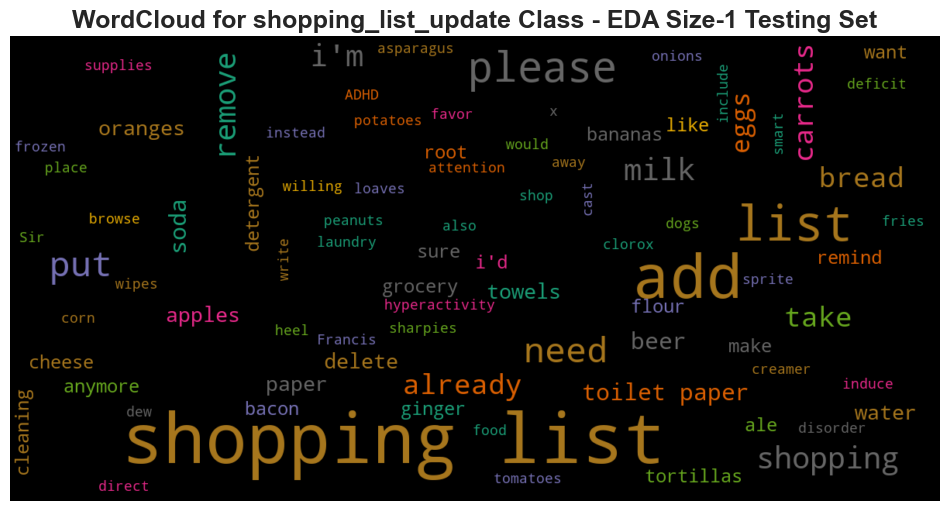 WordCloud for shopping_list_update Class - EDA Size-1 Testing Set
asparagus
i'm
please
onions
want
supplies
remove
carrots
include
deficit
ADHD
eggs
potatoes
favor
x
oranges
instead
bananas
like
smart
frozen
root
would
place
attention
away
milk
bread
detergent
willing
loaves
shop
cast
soda
browse
peanuts
also
dogs
list
fries
Sir
laundry
clorox
write
sure
put
i'd
remind
add
sprite
wipes
grocery
towels
hyperactivity
flour
corn
apples
take
heel
sharpies
Francis
beer
make
need
cheese
delete
creamer
anymore
paper
already
toilet paper
induce
cleaning
dew
bacon
ginger
water
shopping list
food
ale
disorder
shopping
tomatoes
tortillas
direct